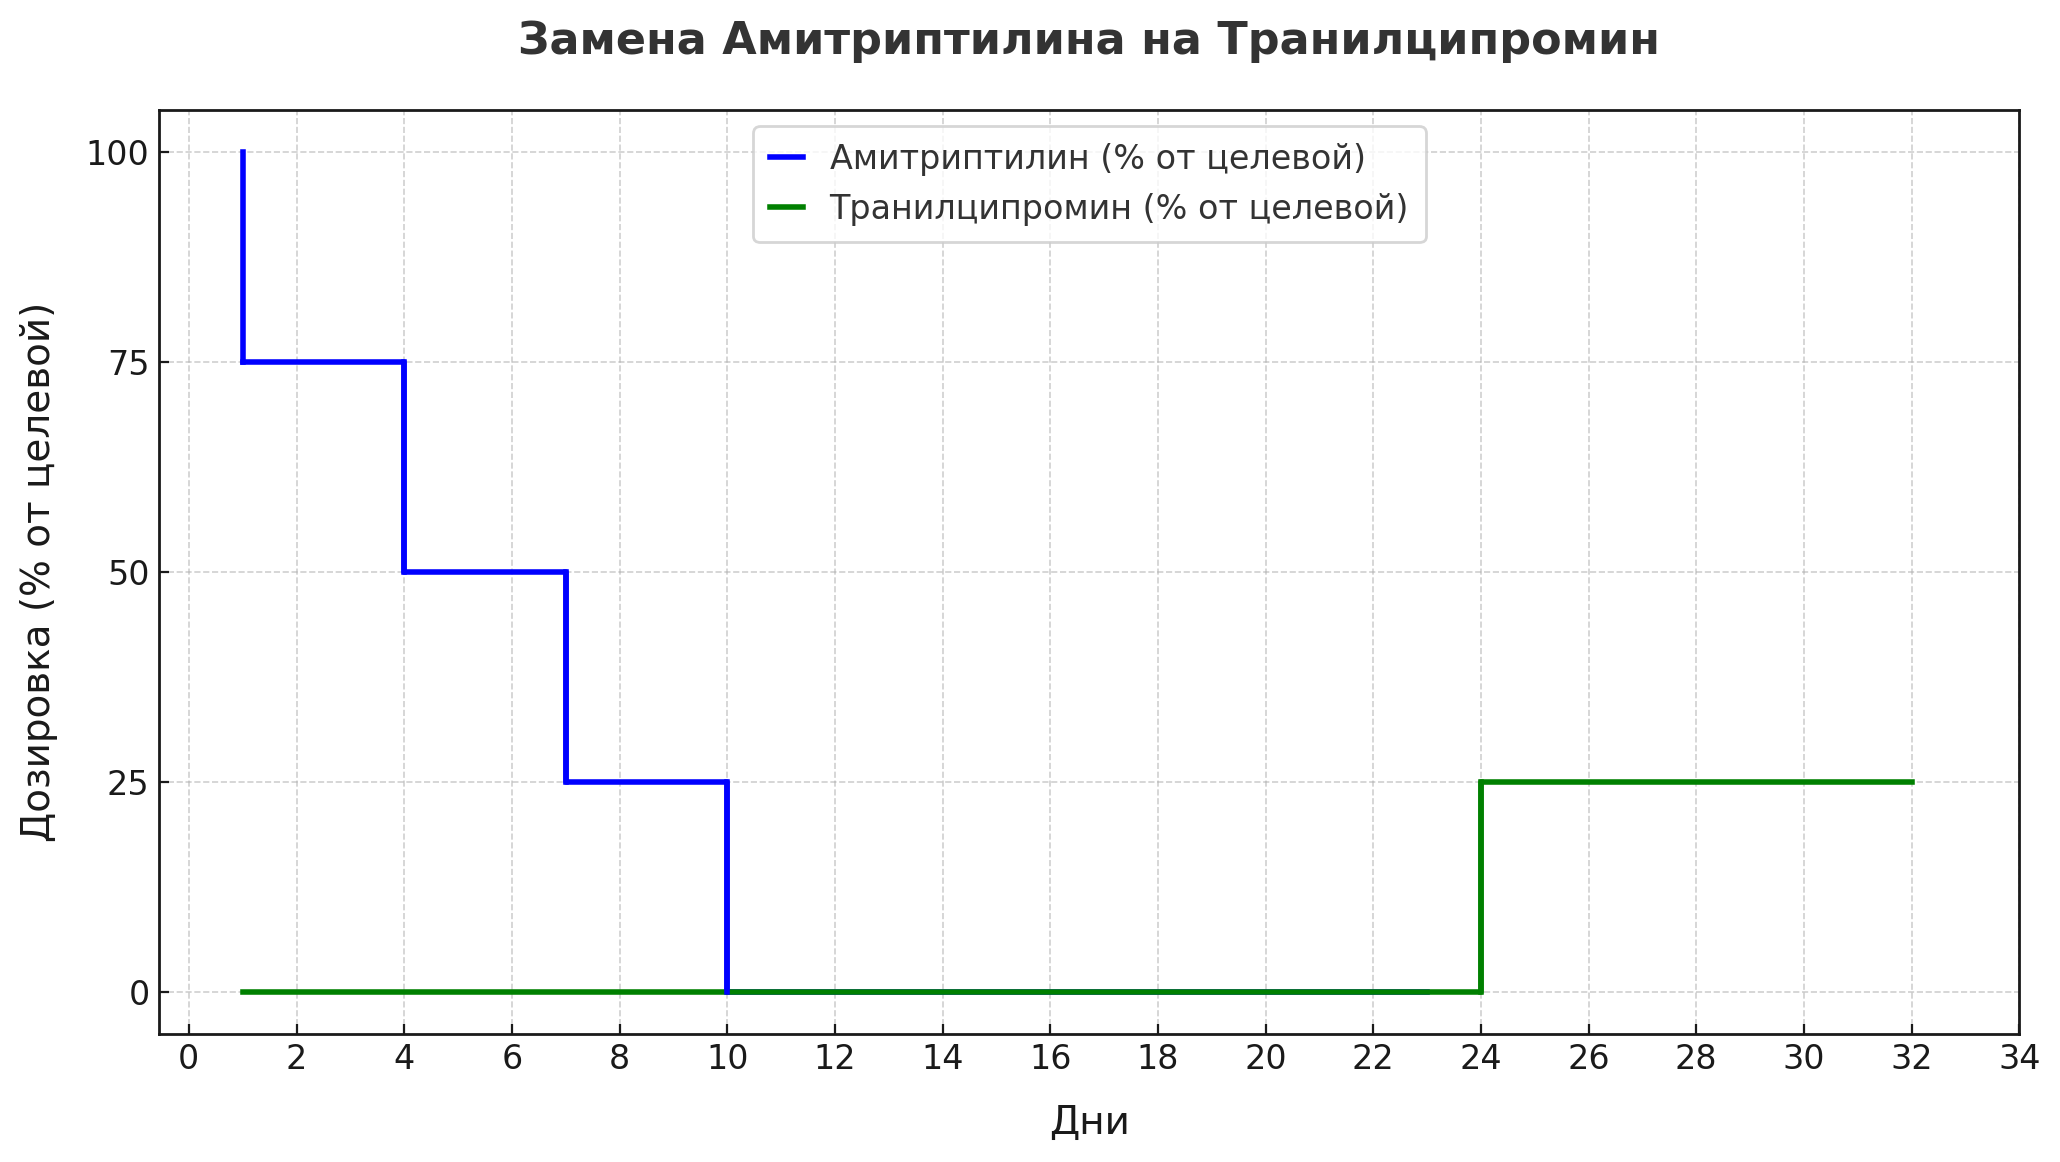 Замена Амитриптилина на Транилципромин
Амитриптилин (% от целевой)
Транилципромин (% от целевой)
Дозировка (% от целевой)
100
75
50
25
0
0 2 4 6 8 10 12 14 16 18 20 22 24 26 28 30 32 34
Дни